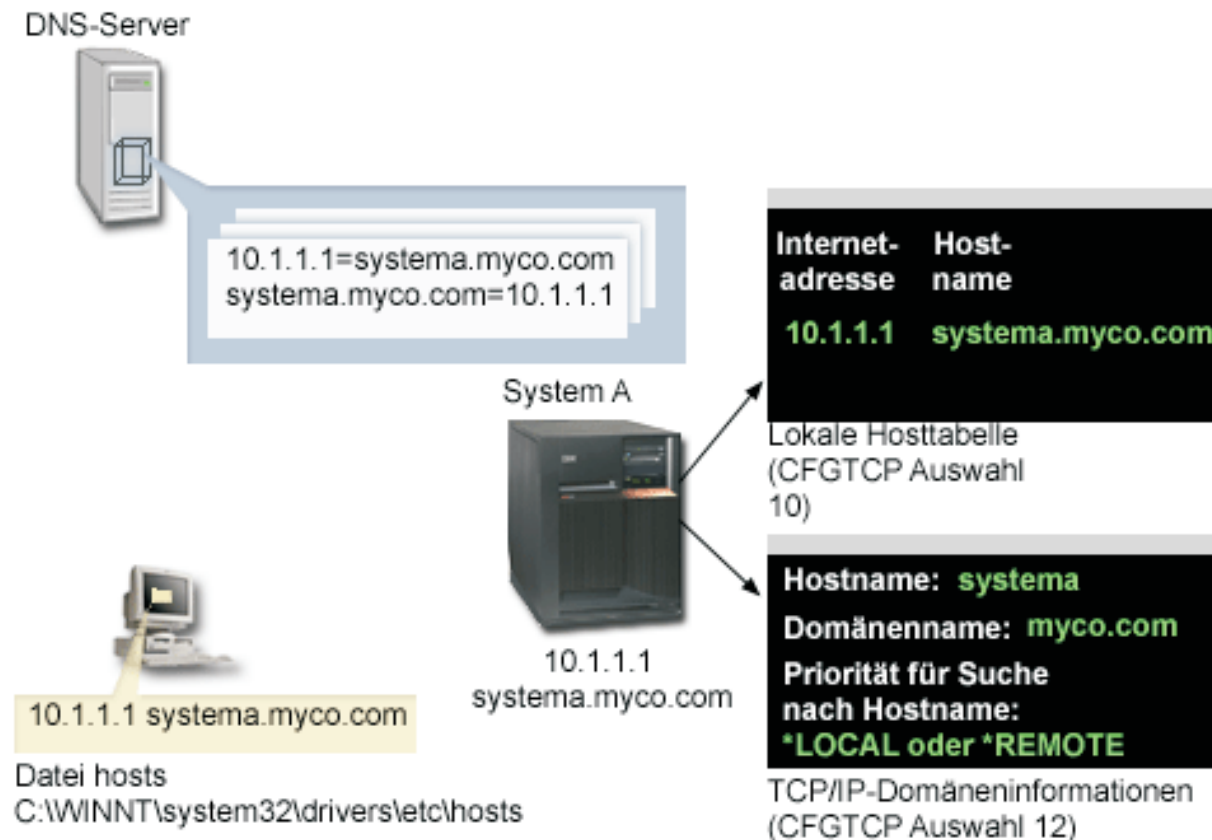 DNS-Server
10.1.1.1=systema.myco.com
systema.myco.com=10.1.1.1
System A
10.1.1.1
systema.myco.com
Internet- Host-
adresse name
10.1.1.1 systema.myco.com
Lokale Hosttabelle
(CFGTCP Auswahl
10)
Hostname: systema
Domänenname: myco.com
Priorität für Suche
nach Hostname:
*LOCAL oder *REMOTE
TCP/IP-Domäneninformationen
(CFGTCP Auswahl 12)
10.1.1.1 systema.myco.com
Datei hosts
C:\WINNT\system32\drivers\etc\hosts